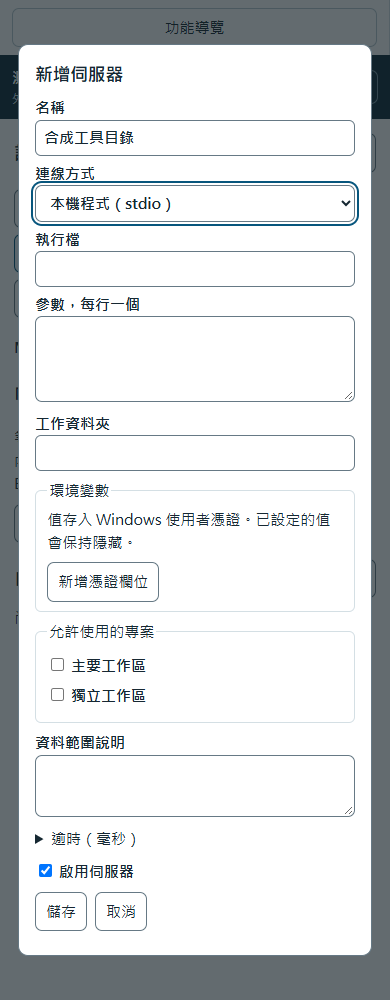 功能導覽
新增伺服器
名稱
合成工具目錄
連線方式
本機程式（stdio）
執行檔
參數，每行一個
工作資料夾
環境變數
值存入 Windows 使用者憑證。已設定的值
會保持隱藏。
新增憑證欄位
允許使用的專案
主要工作區
獨立工作區
資料範圍說明
逾時（毫秒）
啟用伺服器
儲存
取消